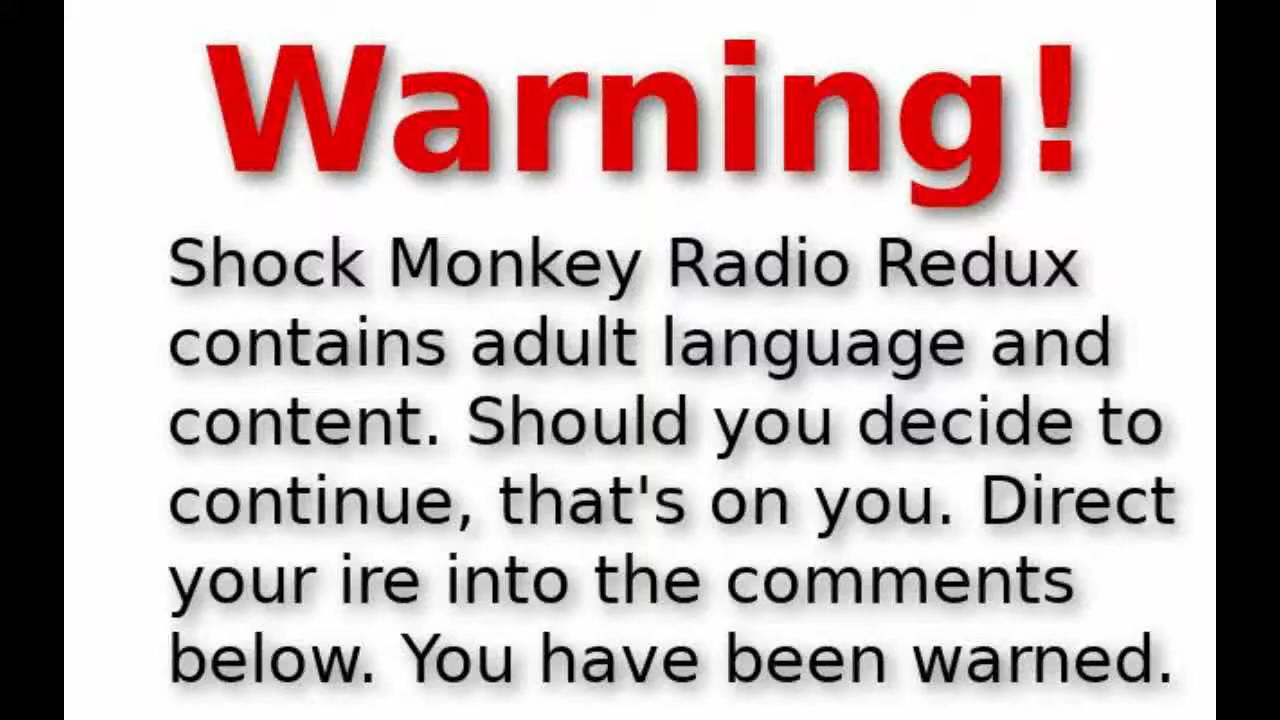 Warning!
Shock Monkey Radio Redux
contains adult language and
content. Should you decide to
continue, that's on you. Direct
your ire into the comments
below. You have been warned.